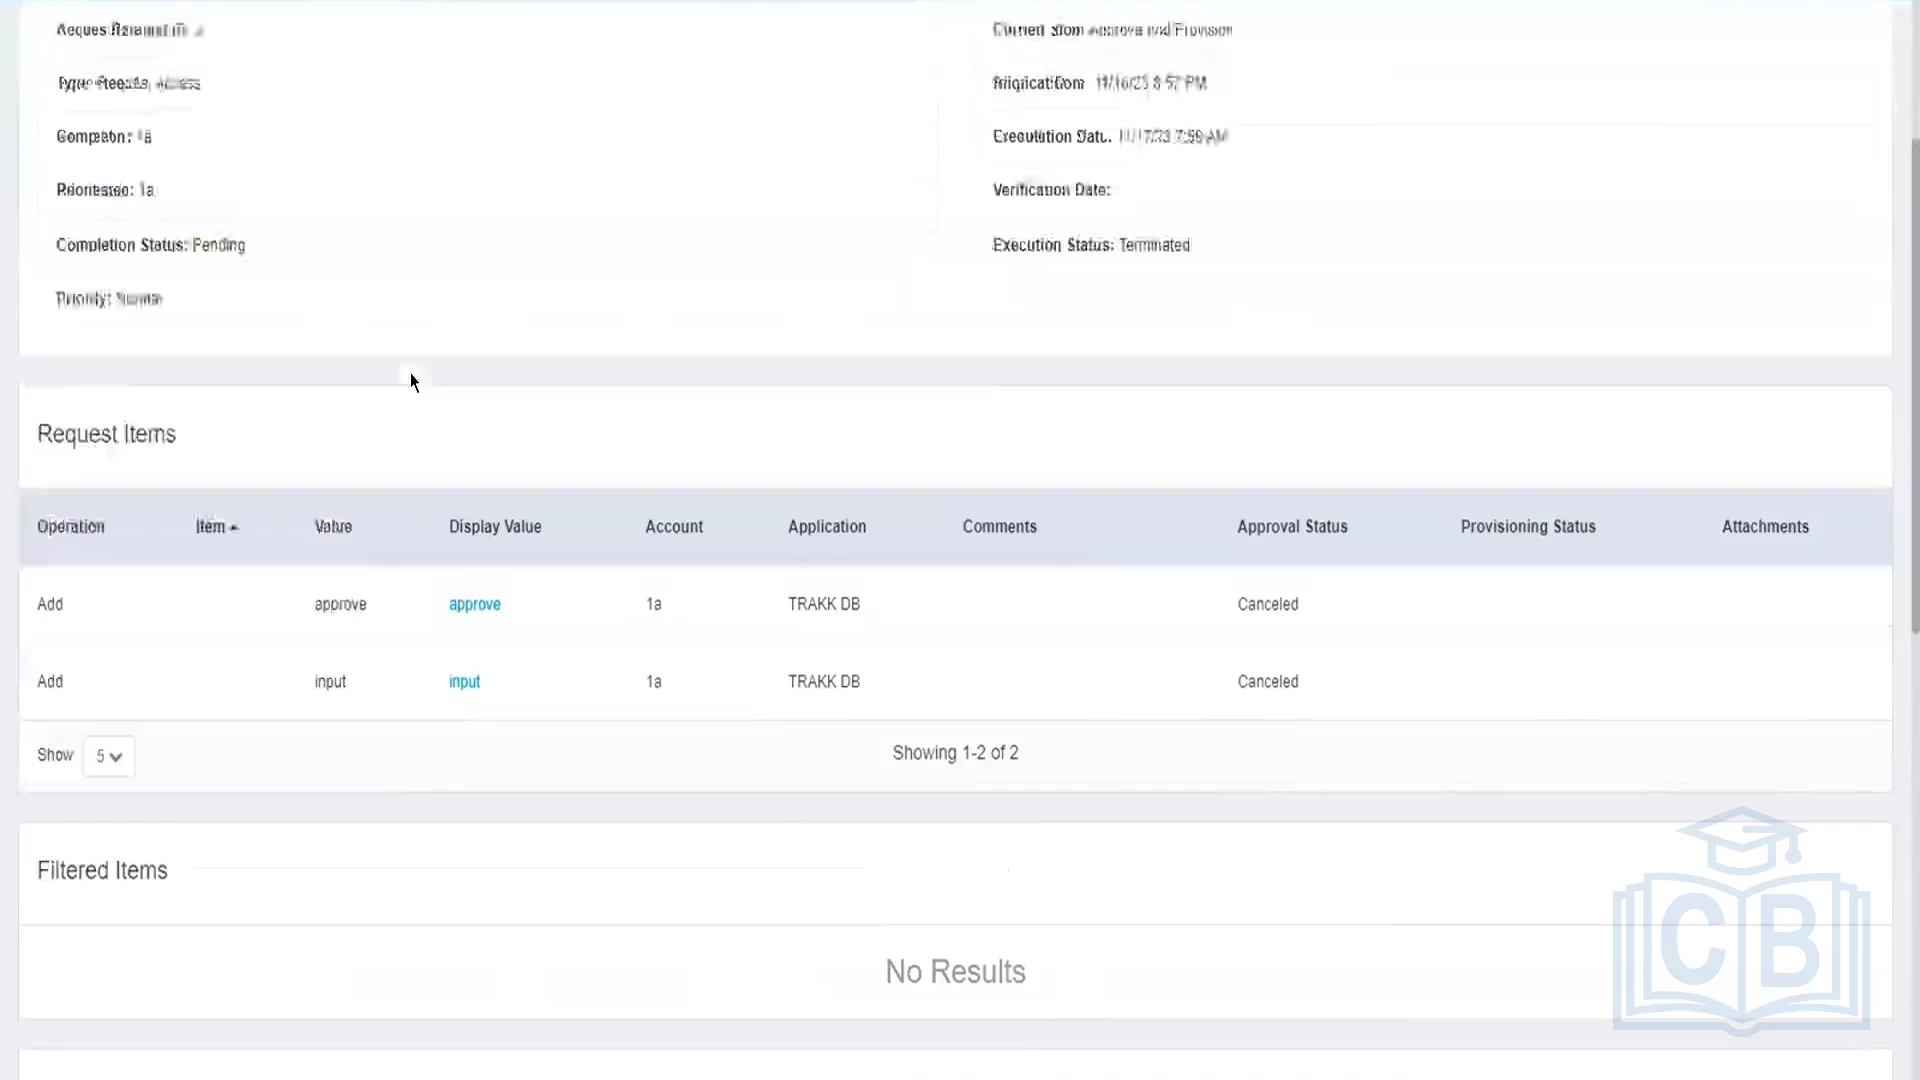 Completion Status: Pending
Verification Date:
Execution Status: Terminated
Request Items
Operation Item Value Display Value Account Application Comments Approval Status Provisioning Status Attachments
Add approve approve 1a TRAKK DB Canceled
Add input input 1a TRAKK DB Canceled
Show 5 Showing 1-2 of 2
Filtered Items
No Results
CB